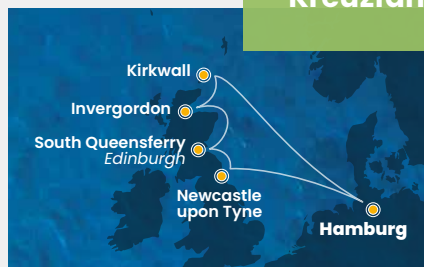 Kirkwall
Invergordon
South Queensferry
Edinburgh
Newcastle
upon Tyne
Hamburg